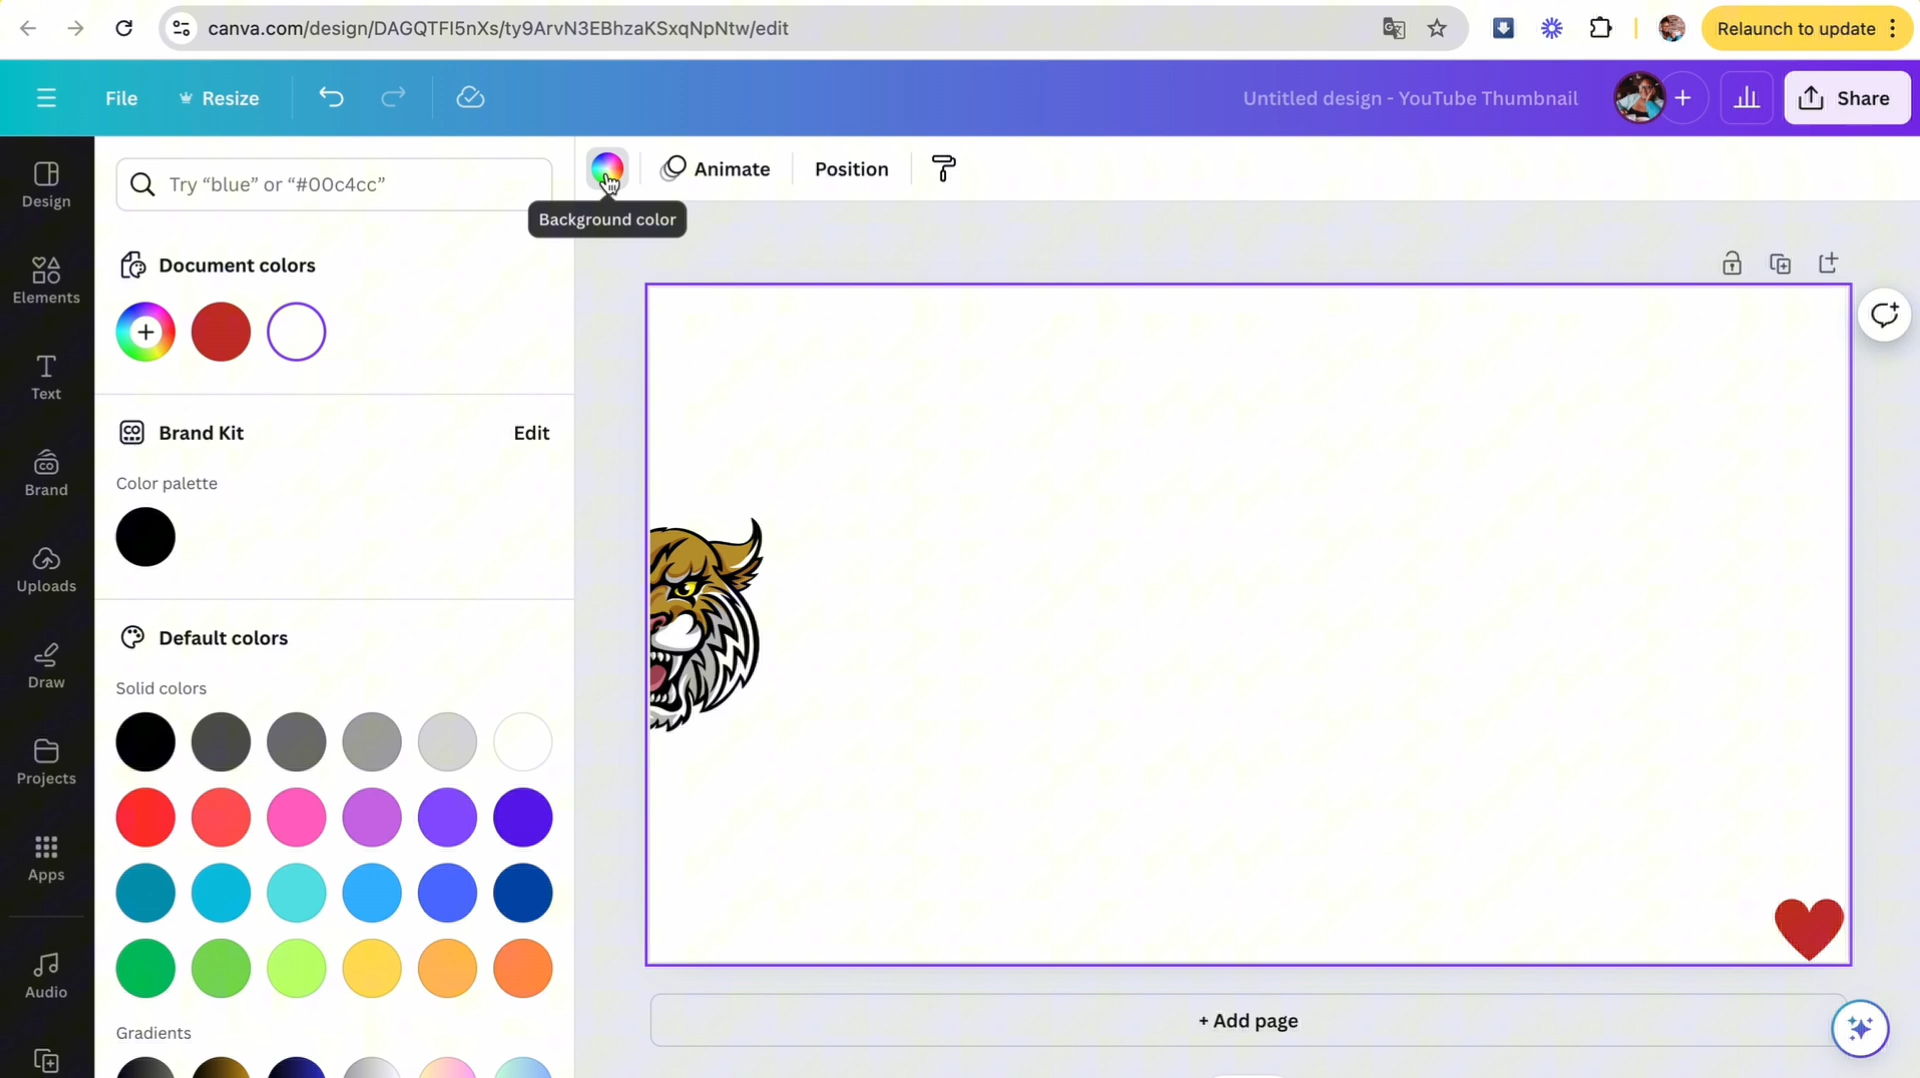 canva.com/design/DAGQTFI5nXs/ty9ArvN3EBhzaKSxqNpNtw/edit
Relaunch to update
File
Resize
Untitled design - YouTube Thumbnail
Share
Design
Elements
Text
Brand
Uploads
Draw
Projects
Apps
Audio
Try “blue” or “#00c4cc”
Animate
Position
Background color
Document colors
Brand Kit
Edit
Color palette
Default colors
Solid colors
Gradients
+ Add page